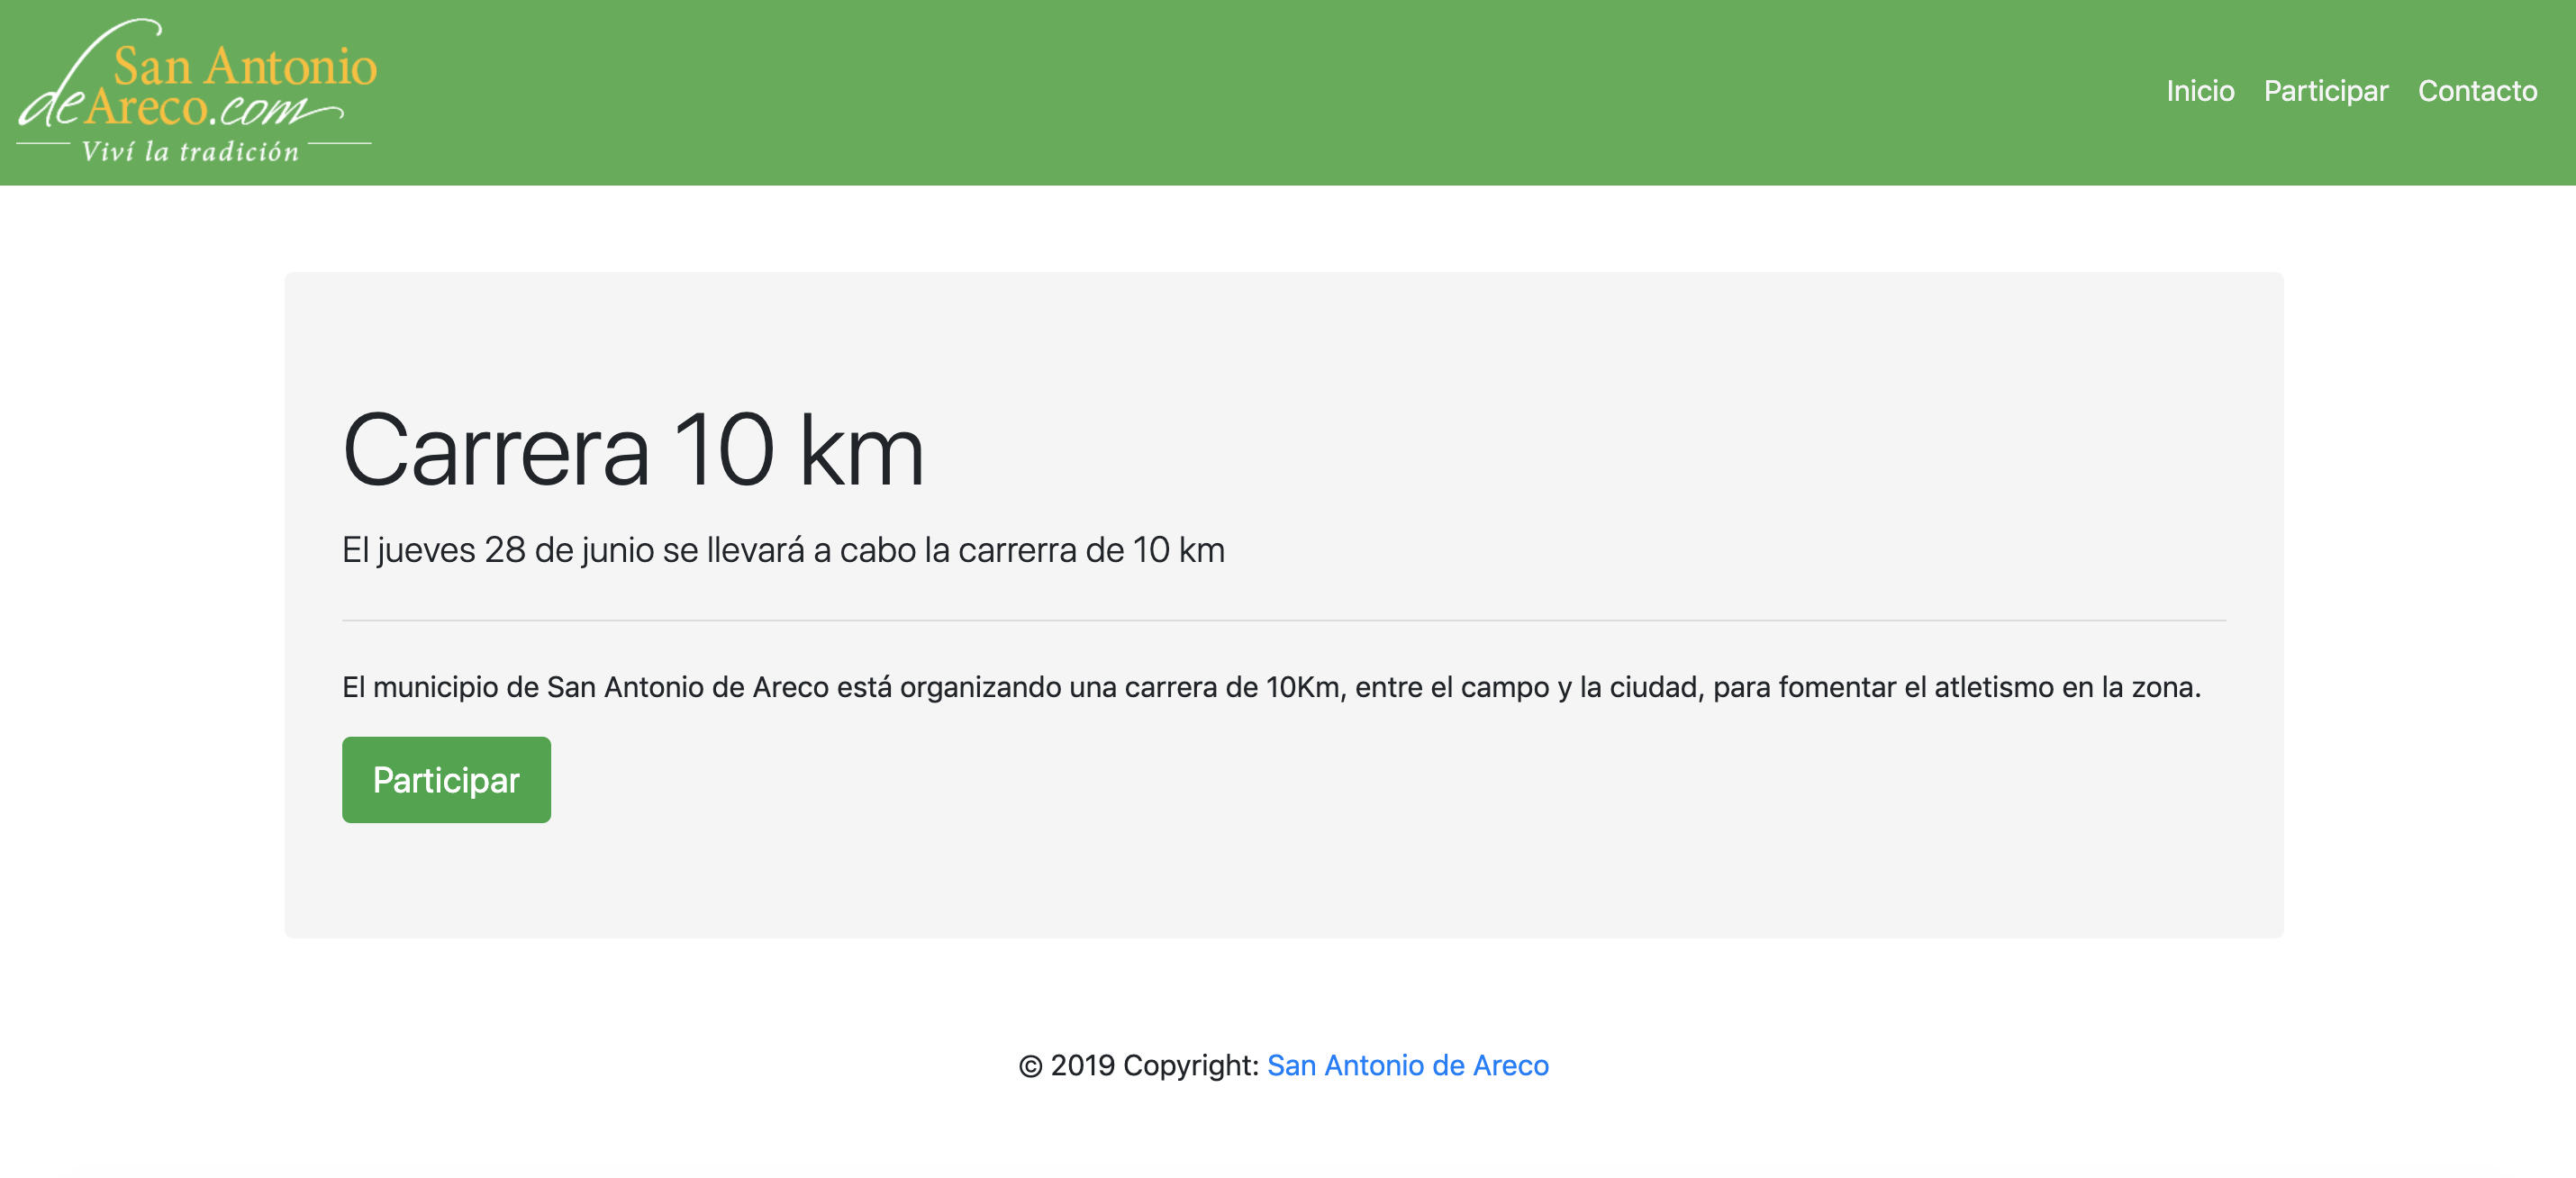 San Antonio
de Areco.com
Viví la tradición
Inicio Participar Contacto
Carrera 10 km
El jueves 28 de junio se llevará a cabo la carrerra de 10 km
El municipio de San Antonio de Areco está organizando una carrera de 10Km, entre el campo y la ciudad, para fomentar el atletismo en la zona.
Participar
© 2019 Copyright: San Antonio de Areco